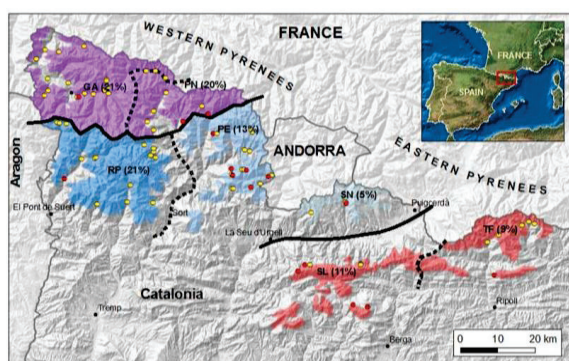 WESTERN PYRENEES
FRANCE
FRANCE
SPAIN
GA (21%)
PN (20%)
PE (13%)
ANDORRA
EASTERN PYRENEES
Aragon
RP (21%)
SN (5%)
Puigcerdà
El Pont de Suert
Sort
La Seu d'Urgell
TF (9%)
SL (11%)
Catalonia
Tremp
Ripoll
Berga
0 10 20 km